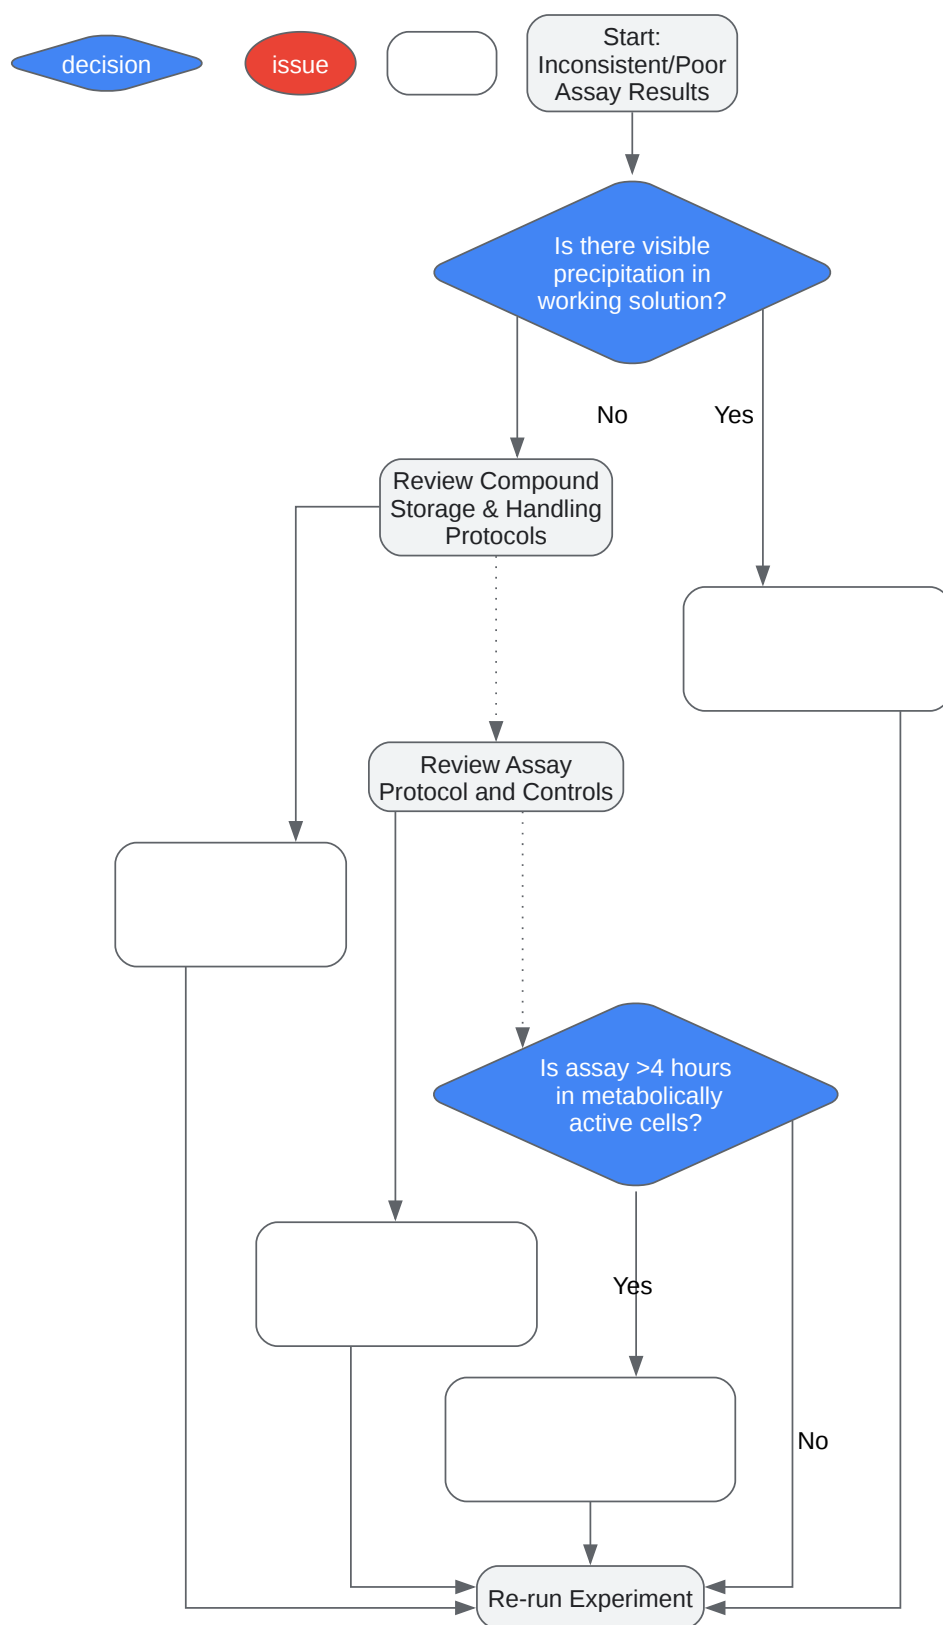 decision
issue
Start:
Inconsistent/Poor
Assay Results
Is there visible
precipitation in
working solution?
No
Yes
Review Compound
Storage & Handling
Protocols
Review Assay
Protocol and Controls
Is assay >4 hours
in metabolically
active cells?
Yes
No
Re-run Experiment